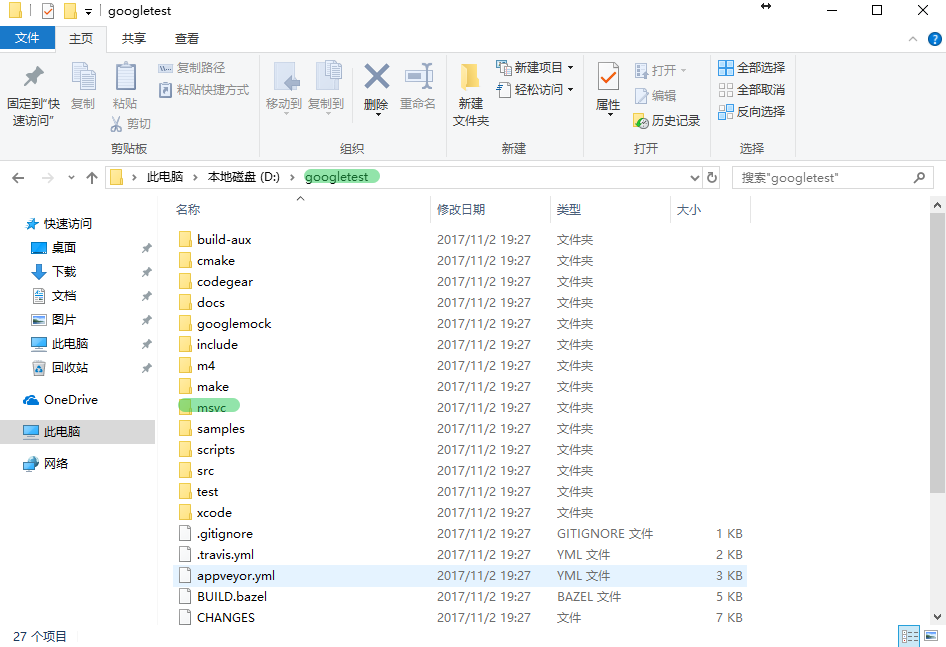 googletest
文件 主页 共享 查看
固定到"快速访问"
复制
粘贴
复制路径
粘贴快捷方式
剪切
剪贴板
移动到
复制到
删除
重命名
组织
新建
文件夹
新建项目
轻松访问
新建
属性
打开
编辑
历史记录
打开
全部选择
全部取消
反向选择
选择
此电脑 本地磁盘 (D:) googletest
搜索"googletest"
快速访问
桌面
下载
文档
图片
此电脑
回收站
OneDrive
此电脑
网络
名称 修改日期 类型 大小
build-aux 2017/11/2 19:27 文件夹
cmake 2017/11/2 19:27 文件夹
codegear 2017/11/2 19:27 文件夹
docs 2017/11/2 19:27 文件夹
googlemock 2017/11/2 19:27 文件夹
include 2017/11/2 19:27 文件夹
m4 2017/11/2 19:27 文件夹
make 2017/11/2 19:27 文件夹
msvc 2017/11/2 19:27 文件夹
samples 2017/11/2 19:27 文件夹
scripts 2017/11/2 19:27 文件夹
src 2017/11/2 19:27 文件夹
test 2017/11/2 19:27 文件夹
xcode 2017/11/2 19:27 文件夹
.gitignore 2017/11/2 19:27 GITIGNORE 文件 1 KB
.travis.yml 2017/11/2 19:27 YML 文件 2 KB
appveyor.yml 2017/11/2 19:27 YML 文件 3 KB
BUILD.bazel 2017/11/2 19:27 BAZEL 文件 5 KB
CHANGES 2017/11/2 19:27 文件 7 KB
27 个项目